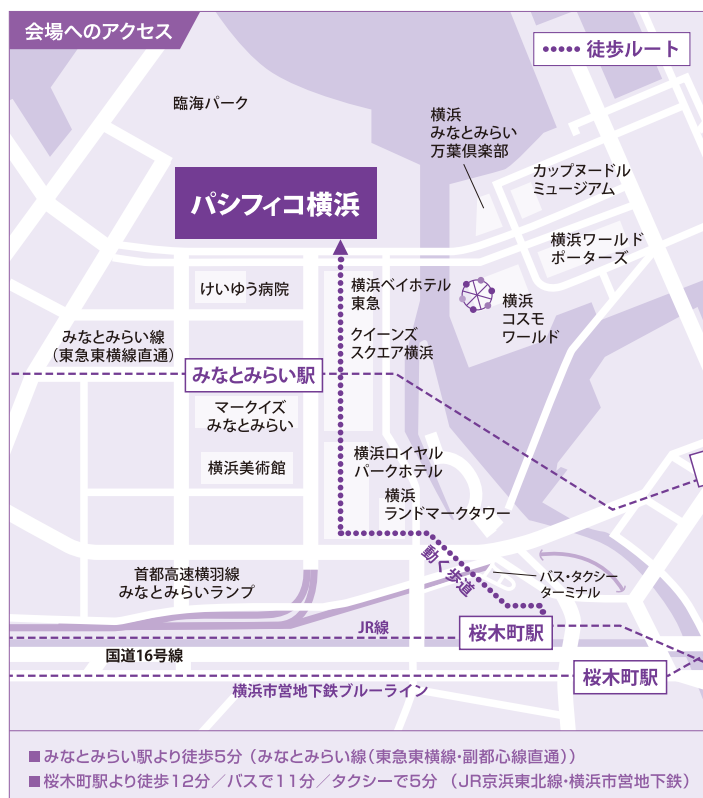 会場へのアクセス
徒歩ルート
臨海パーク
横浜
みなとみらい
万葉倶楽部
カップヌードル
ミュージアム
パシフィコ横浜
横浜ワールド
ポーターズ
けいゆう病院
横浜ベイホテル
東急
横浜
コスモ
ワールド
みなとみらい線
(東急東横線直通)
クイーンズ
スクエア横浜
みなとみらい駅
マークイズ
みなとみらい
横浜美術館
横浜ロイヤル
パークホテル
横浜
ランドマークタワー
動く歩道
バス・タクシー
ターミナル
首都高速横羽線
みなとみらいランプ
JR線
桜木町駅
国道16号線
桜木町駅
横浜市営地下鉄ブルーライン
■みなとみらい駅より徒歩5分(みなとみらい線(東急東横線・副都心線直通))
■桜木町駅より徒歩12分/バスで11分/タクシーで5分 (JR京浜東北線・横浜市営地下鉄)